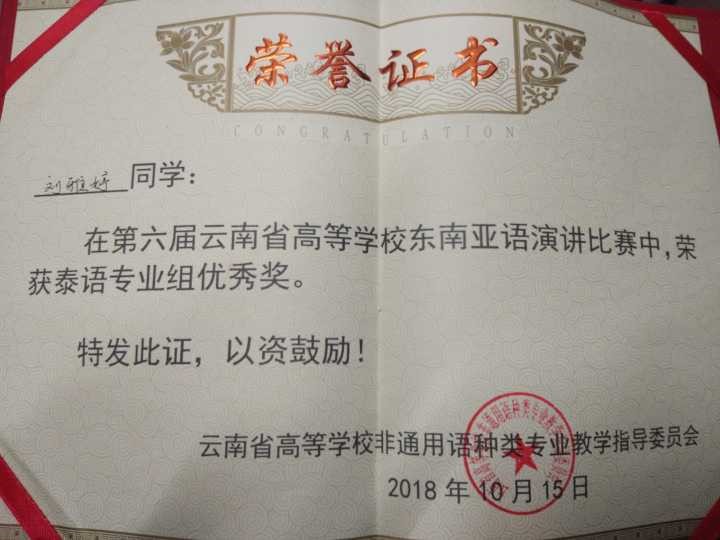 荣誉证书
CONGRATULATION
刘雅婷同学：
在第六届云南省高等学校东南亚语演讲比赛中，荣
获泰语专业组优秀奖。
特发此证，以资鼓励！
云南省高等学校非通用语种类专业教学指导委员会
2018年10月15日